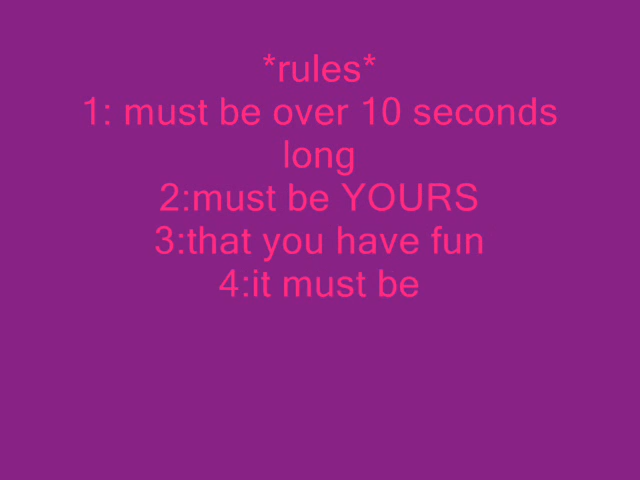 *rules*
1: must be over 10 seconds
long
2:must be YOURS
3:that you have fun
4:it must be